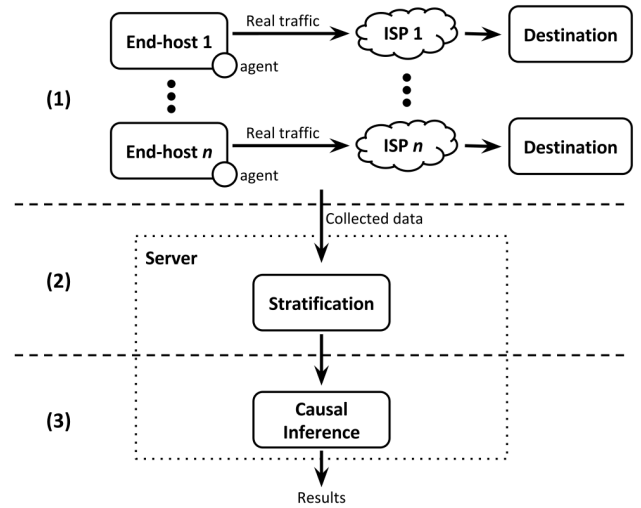 Real traffic
End-host 1
ISP 1
Destination
agent
(1)
Real traffic
End-host n
ISP n
Destination
agent
Collected data
Server
(2)
Stratification
(3)
Causal
Inference
Results